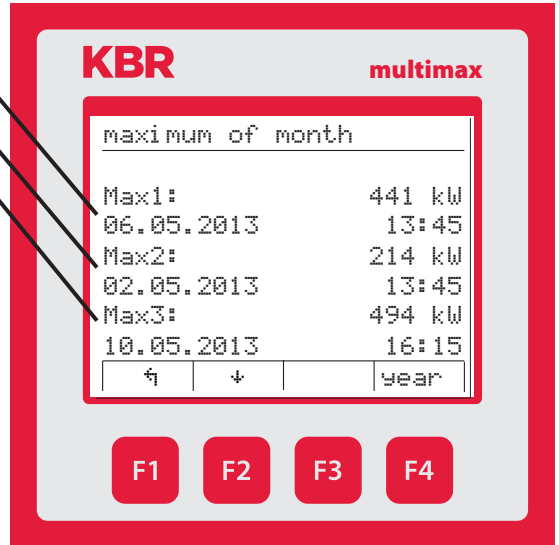 KBR multimax
maximum of month
Max1: 441 kW
06.05.2013 13:45
Max2: 214 kW
02.05.2013 13:45
Max3: 494 kW
10.05.2013 16:15
year
F1 F2 F3 F4